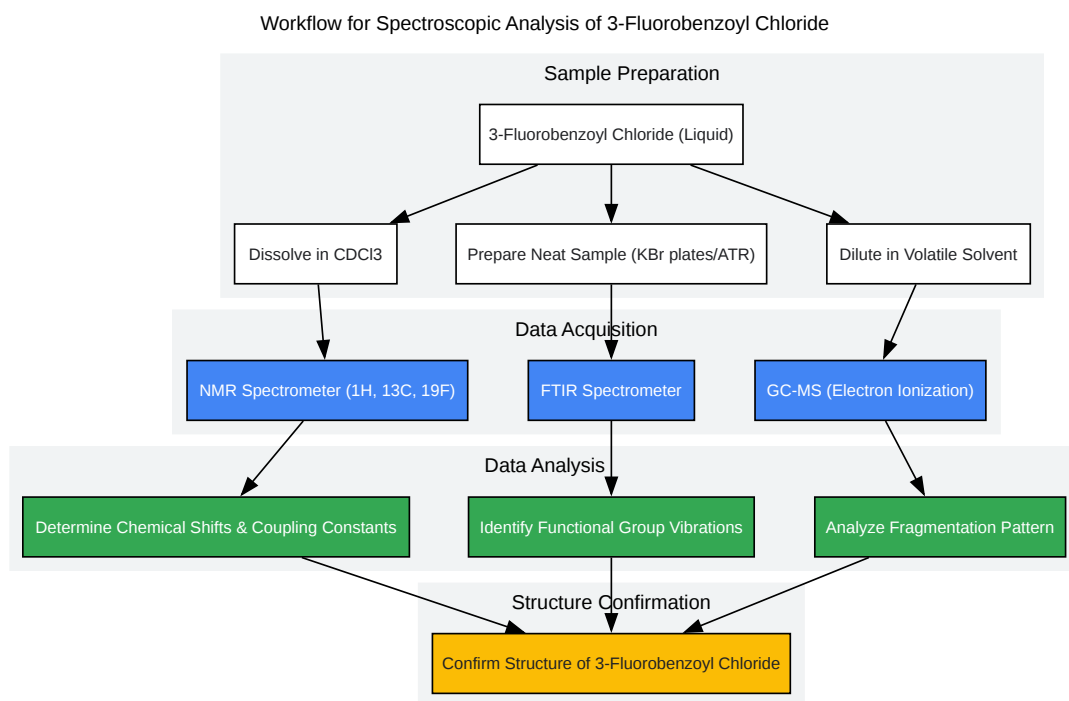 Workflow for Spectroscopic Analysis of 3-Fluorobenzoyl Chloride
Sample Preparation
3-Fluorobenzoyl Chloride (Liquid)
Dissolve in CDCl3
Prepare Neat Sample (KBr plates/ATR)
Dilute in Volatile Solvent
Data Acquisition
NMR Spectrometer (1H, 13C, 19F)
FTIR Spectrometer
GC-MS (Electron Ionization)
Data Analysis
Determine Chemical Shifts & Coupling Constants
Identify Functional Group Vibrations
Analyze Fragmentation Pattern
Structure Confirmation
Confirm Structure of 3-Fluorobenzoyl Chloride